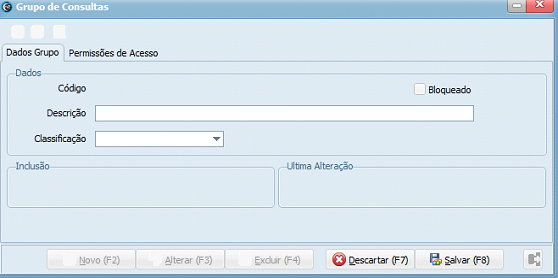 Grupo de Consultas
Dados Grupo Permissões de Acesso
Dados
Código Bloqueado
Descrição
Classificação
Inclusão Ultima Alteração
Novo (F2) Alterar (F3) Excluir (F4) Descartar (F7) Salvar (F8)